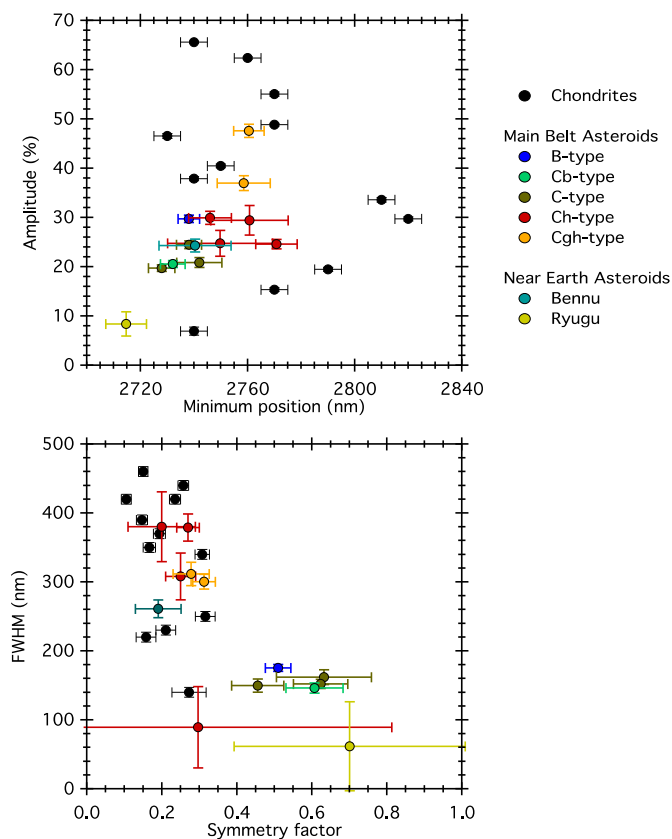 70
60
50
40
30
20
10
0
Amplitude (%)
2720
2760
2800
2840
Minimum position (nm)
Chondrites
Main Belt Asteroids
B-type
Cb-type
C-type
Ch-type
Cgh-type
Near Earth Asteroids
Bennu
Ryugu
500
400
300
200
100
0
FWHM (nm)
0.0
0.2
0.4
0.6
0.8
1.0
Symmetry factor